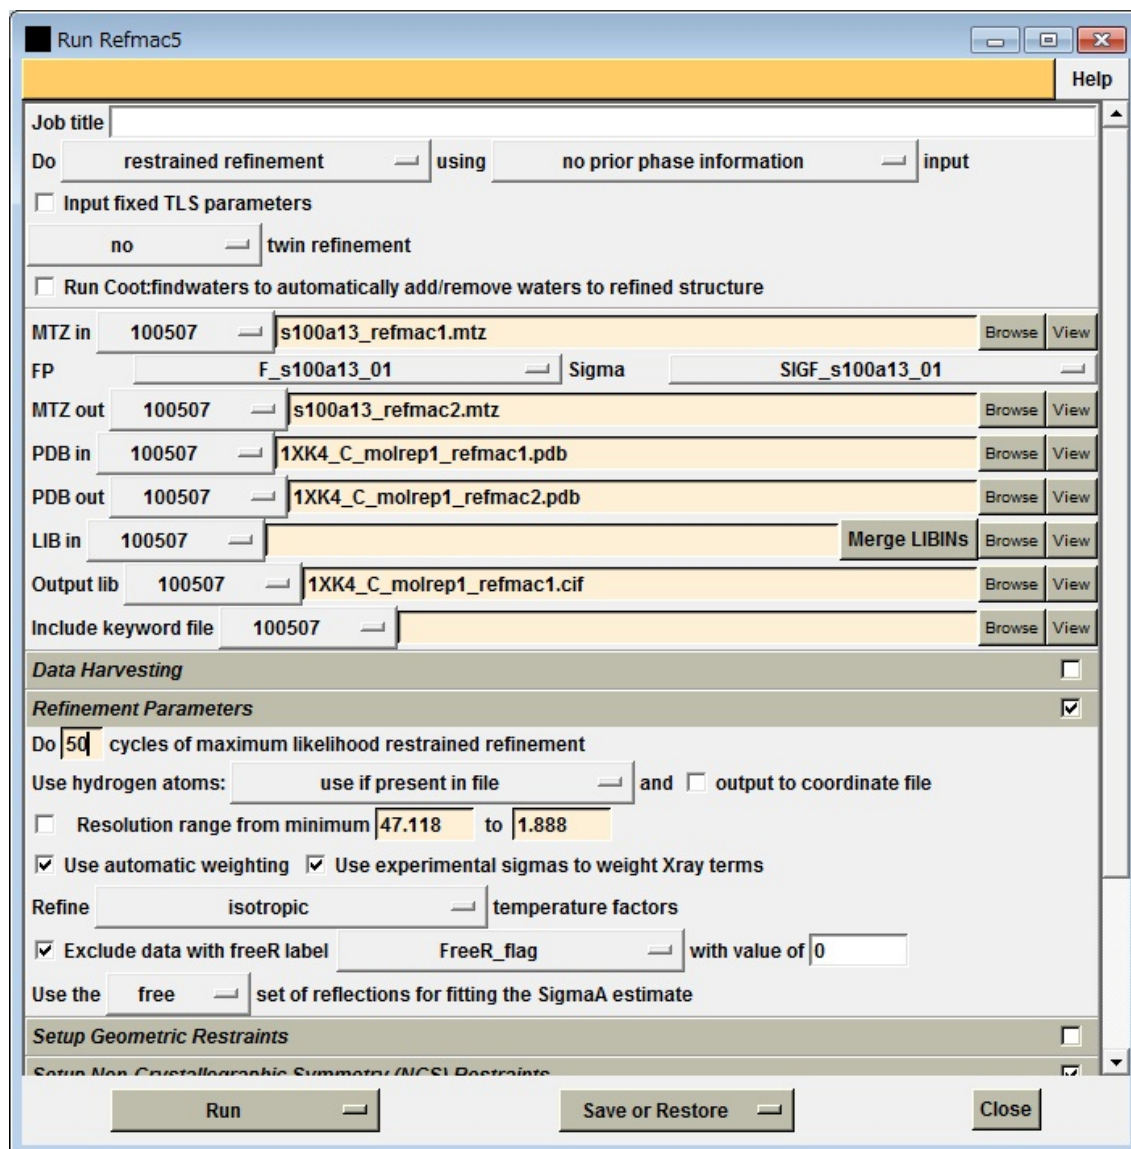 Run Refmac5
Help
Job title
Do restrained refinement using no prior phase information input
Input fixed TLS parameters
no twin refinement
Run Coot:findwaters to automatically add/remove waters to refined structure
MTZ in 100507 s100a13_refmac1.mtz Browse View
FP F_s100a13_01 Sigma SIGF_s100a13_01
MTZ out 100507 s100a13_refmac2.mtz Browse View
PDB in 100507 1XK4_C_molrep1_refmac1.pdb Browse View
PDB out 100507 1XK4_C_molrep1_refmac2.pdb Browse View
LIB in 100507 Merge LIBINs Browse View
Output lib 100507 1XK4_C_molrep1_refmac1.cif Browse View
Include keyword file 100507 Browse View
Data Harvesting
Refinement Parameters
Do 50 cycles of maximum likelihood restrained refinement
Use hydrogen atoms: use if present in file and output to coordinate file
Resolution range from minimum 47.118 to 1.888
Use automatic weighting Use experimental sigmas to weight Xray terms
Refine isotropic temperature factors
Exclude data with freeR label FreeR_flag with value of 0
Use the free set of reflections for fitting the SigmaA estimate
Setup Geometric Restraints
Setup Non-Crystallographic Symmetry (NCS) Restraints
Run Save or Restore Close